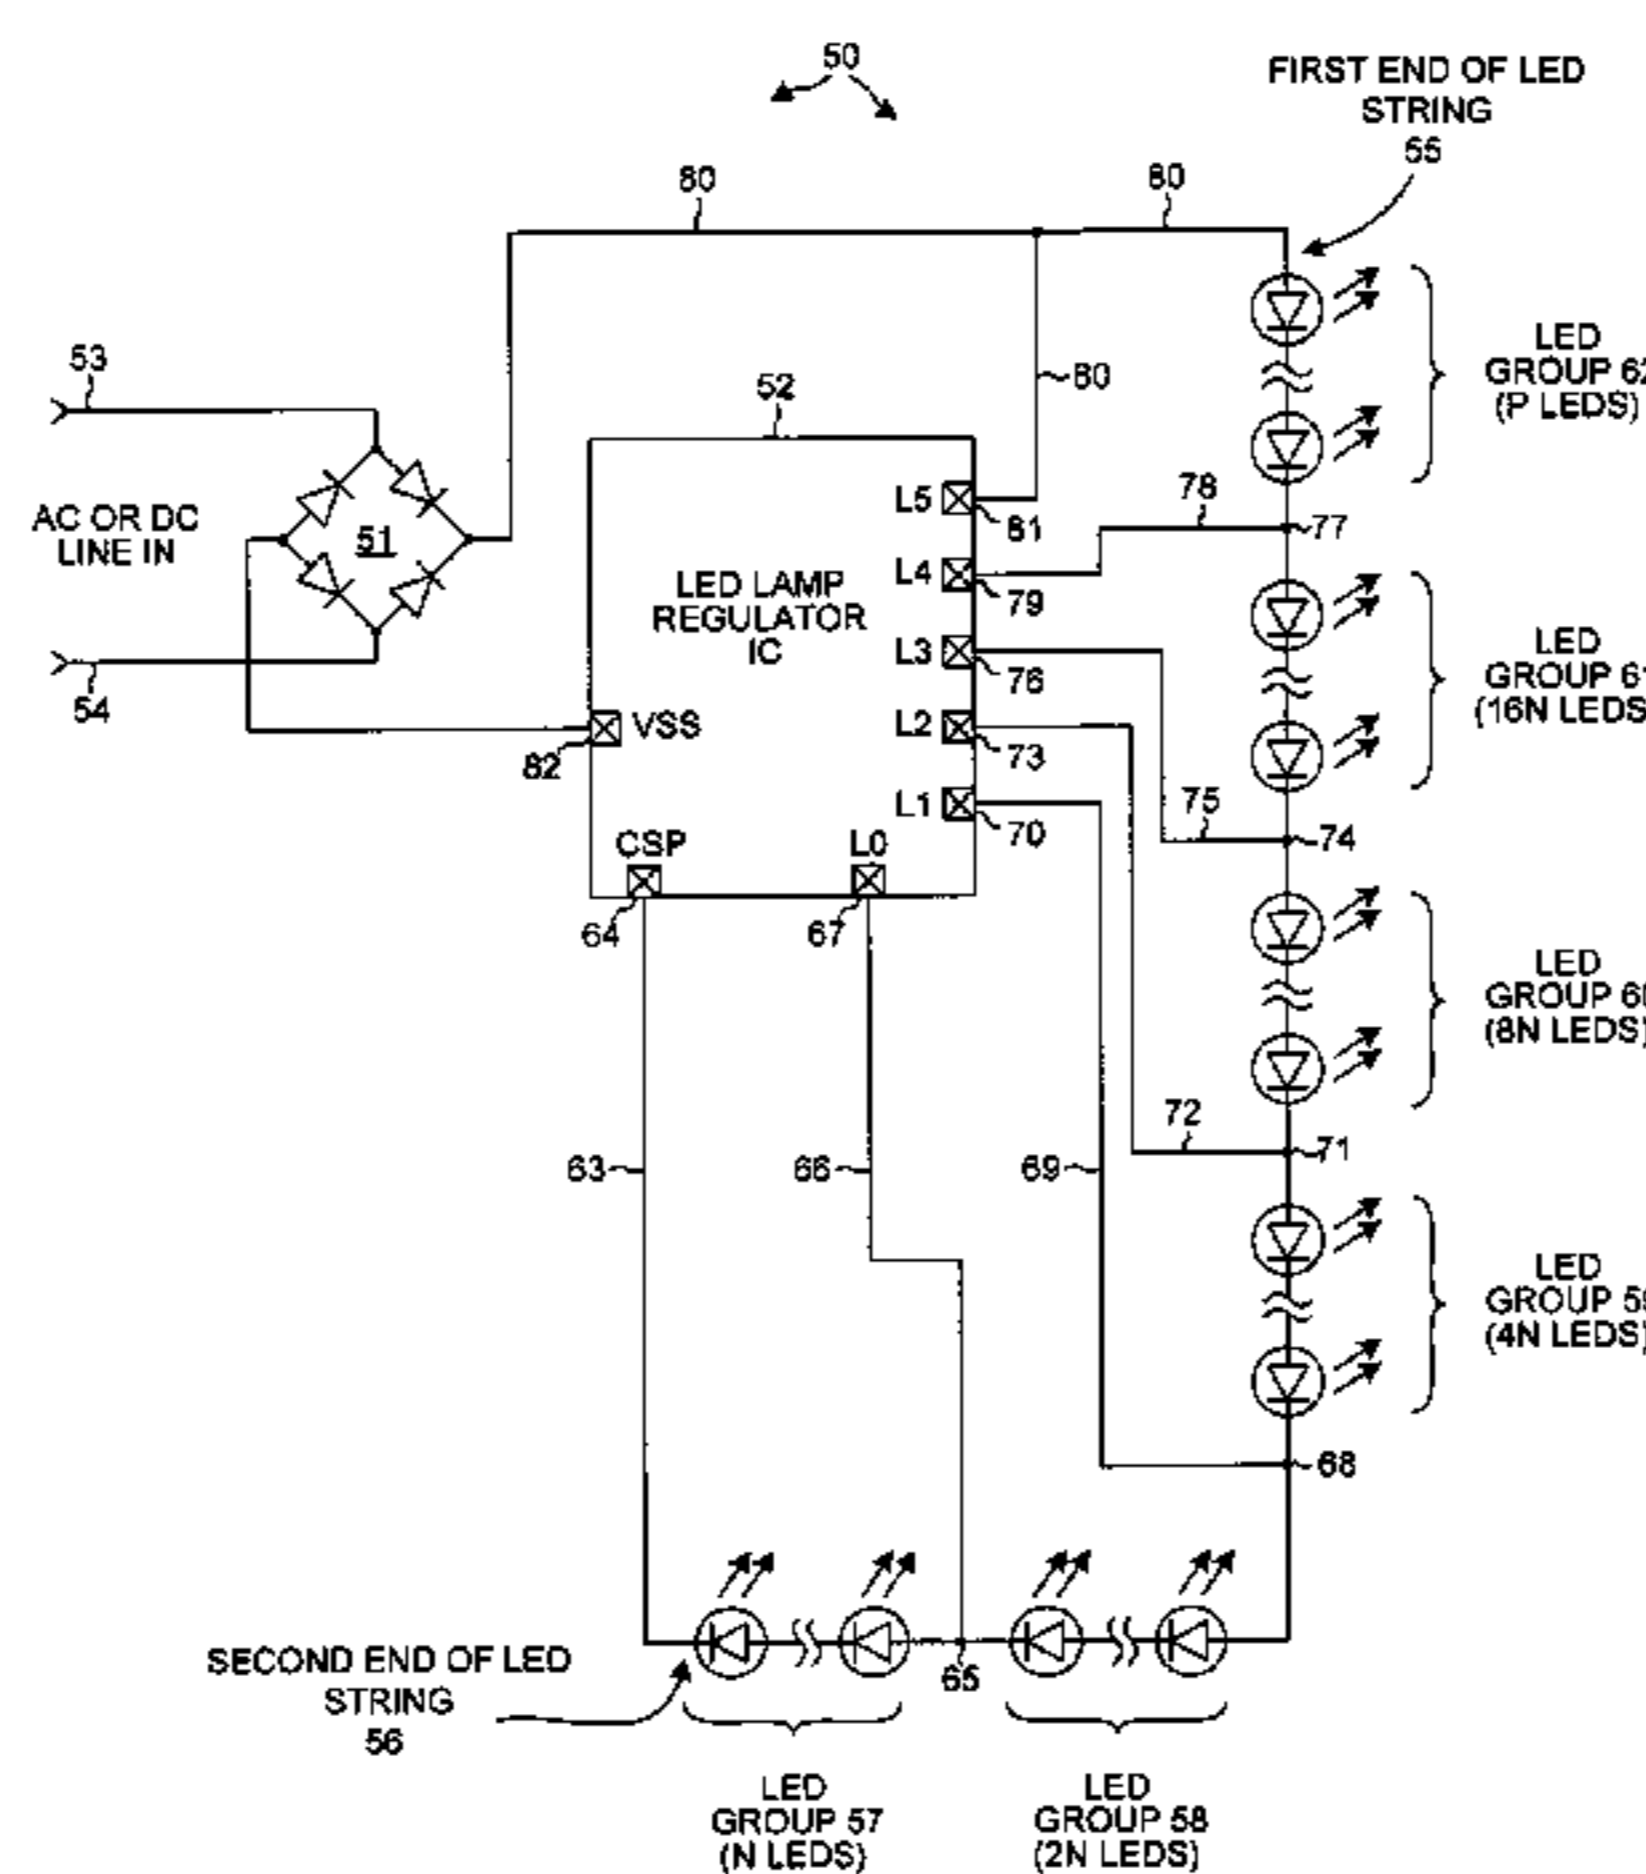 50
FIRST END OF LED
STRING
55
80
80
53
52
80
LED
GROUP 62
(P LEDS)
AC OR DC
LINE IN
51
L5
81
78
77
L4
79
LED LAMP
REGULATOR
IC
L3
76
LED
GROUP 61
(16N LEDS
54
82
VSS
L2
73
L1
70
75
74
CSP
L0
64
67
LED
GROUP 60
(8N LEDS)
63
66
69
72
71
LED
GROUP 59
(4N LEDS)
68
SECOND END OF LED
STRING
56
65
LED
GROUP 57
(N LEDS)
LED
GROUP 58
(2N LEDS)